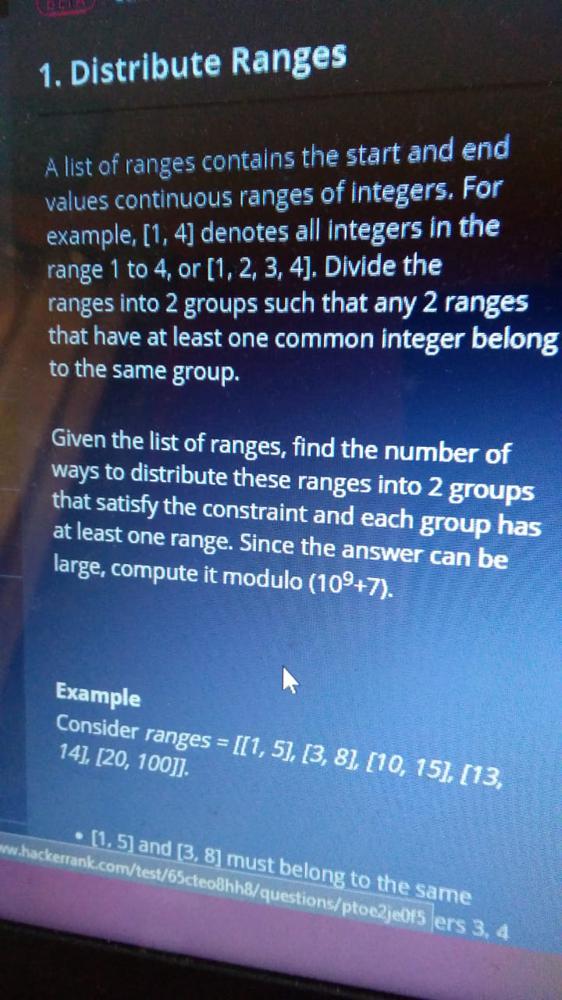 BETA
1. Distribute Ranges
A list of ranges contains the start and end
values continuous ranges of integers. For
example, [1, 4] denotes all integers in the
range 1 to 4, or [1, 2, 3, 4]. Divide the
ranges into 2 groups such that any 2 ranges
that have at least one common integer belong
to the same group.
Given the list of ranges, find the number of
ways to distribute these ranges into 2 groups
that satisfy the constraint and each group has
at least one range. Since the answer can be
large, compute it modulo (10⁹+7).
Example
Consider ranges = [[1, 5], [3, 8], [10, 15], [13,
14], [20, 100]].
• [1, 5] and [3, 8] must belong to the same
ww.hackerrank.com/test/65cteo8hh8/questions/ptoe2je0f5 ers 3, 4